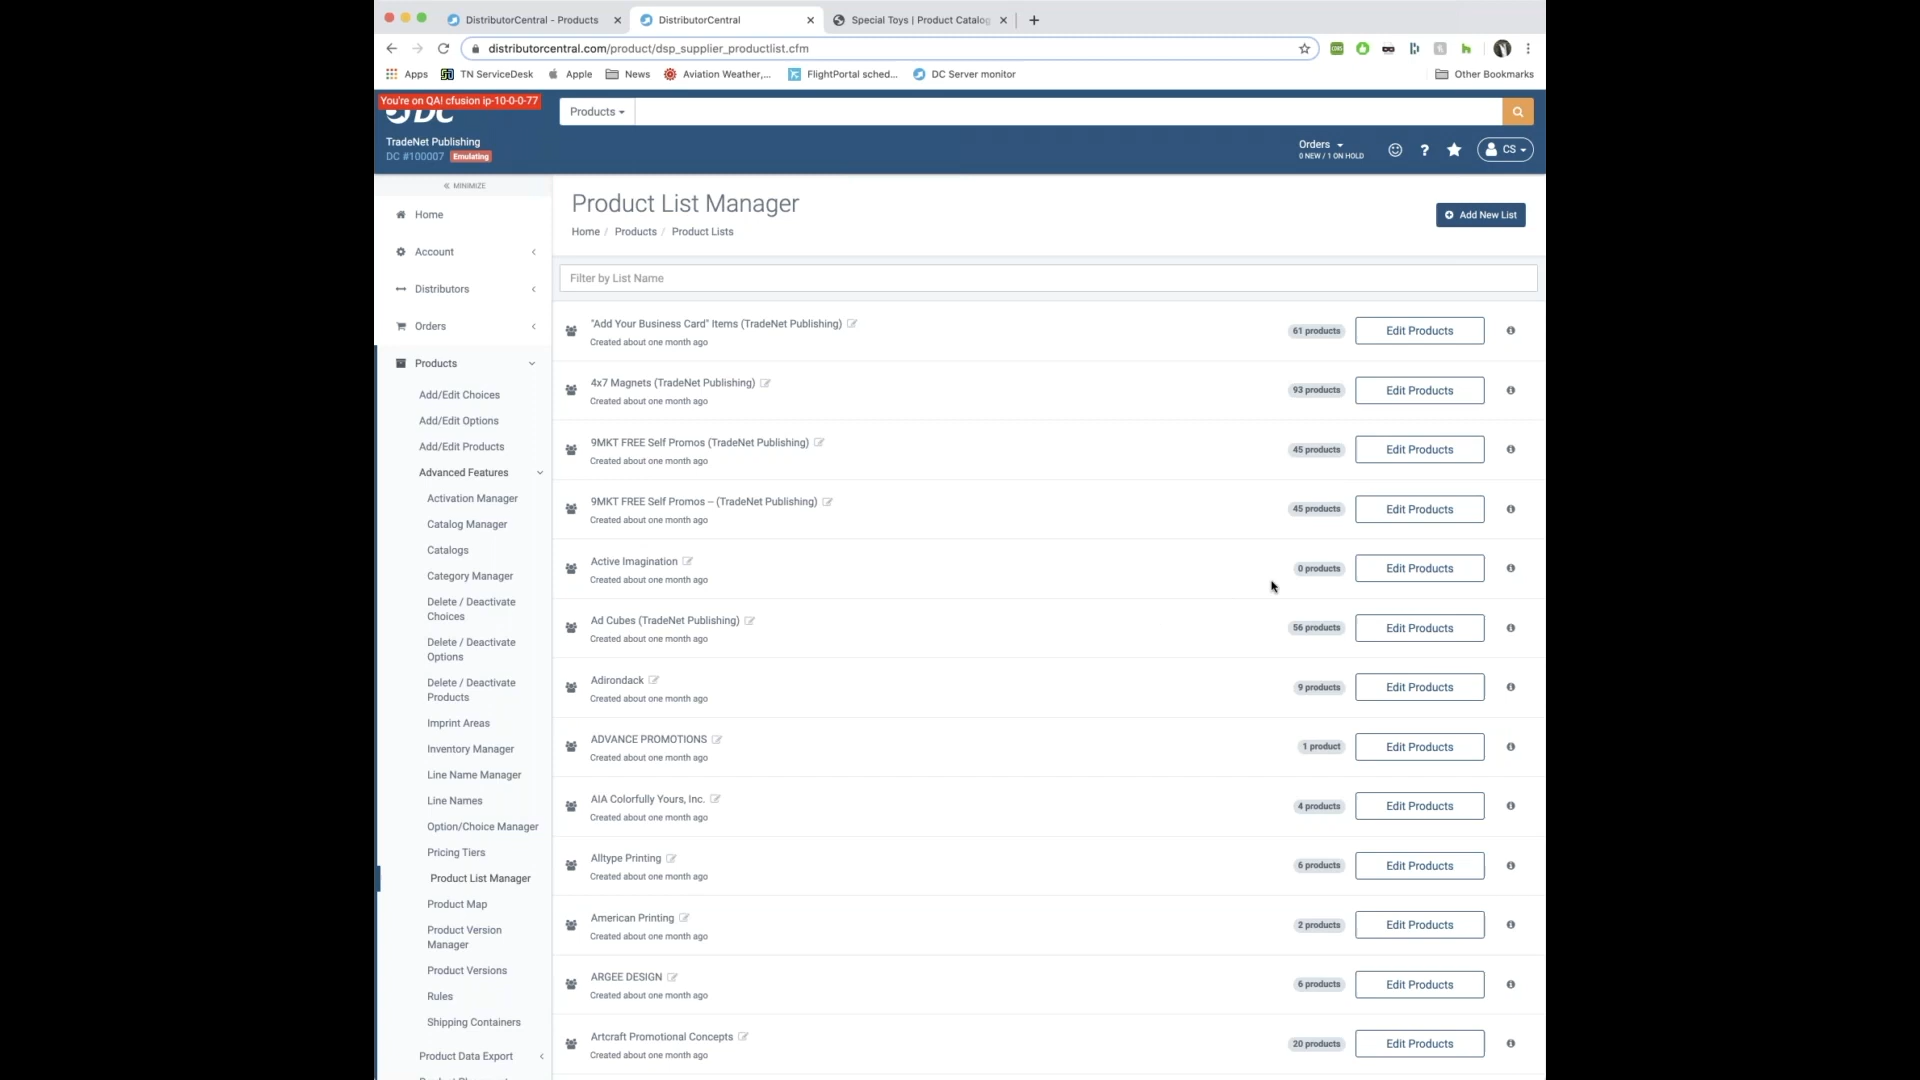 DistributorCentral - Products
DistributorCentral
Special Toys | Product Catalog
distributorcentral.com/product/dsp_supplier_productlist.cfm
Apps
TN ServiceDesk
Apple
News
Aviation Weather,...
FlightPortal sched...
DC Server monitor
Other Bookmarks
You're on QA! cfusion ip-10-0-0-77
DC
TradeNet Publishing
DC #100007 Emulating
Products
Orders
0 NEW / 1 ON HOLD
?
CS
« MINIMIZE
Home
Account
Distributors
Orders
Products
Add/Edit Choices
Add/Edit Options
Add/Edit Products
Advanced Features
Activation Manager
Catalog Manager
Catalogs
Category Manager
Delete / Deactivate
Choices
Delete / Deactivate
Options
Delete / Deactivate
Products
Imprint Areas
Inventory Manager
Line Name Manager
Line Names
Option/Choice Manager
Pricing Tiers
Product List Manager
Product Map
Product Version
Manager
Product Versions
Rules
Shipping Containers
Product Data Export
Product List Manager
Add New List
Home / Products / Product Lists
Filter by List Name
"Add Your Business Card" Items (TradeNet Publishing)
Created about one month ago
61 products
Edit Products
4x7 Magnets (TradeNet Publishing)
Created about one month ago
93 products
Edit Products
9MKT FREE Self Promos (TradeNet Publishing)
Created about one month ago
45 products
Edit Products
9MKT FREE Self Promos -- (TradeNet Publishing)
Created about one month ago
45 products
Edit Products
Active Imagination
Created about one month ago
0 products
Edit Products
Ad Cubes (TradeNet Publishing)
Created about one month ago
56 products
Edit Products
Adirondack
Created about one month ago
9 products
Edit Products
ADVANCE PROMOTIONS
Created about one month ago
1 product
Edit Products
AIA Colorfully Yours, Inc.
Created about one month ago
4 products
Edit Products
Alltype Printing
Created about one month ago
6 products
Edit Products
American Printing
Created about one month ago
2 products
Edit Products
ARGEE DESIGN
Created about one month ago
6 products
Edit Products
Artcraft Promotional Concepts
Created about one month ago
20 products
Edit Products